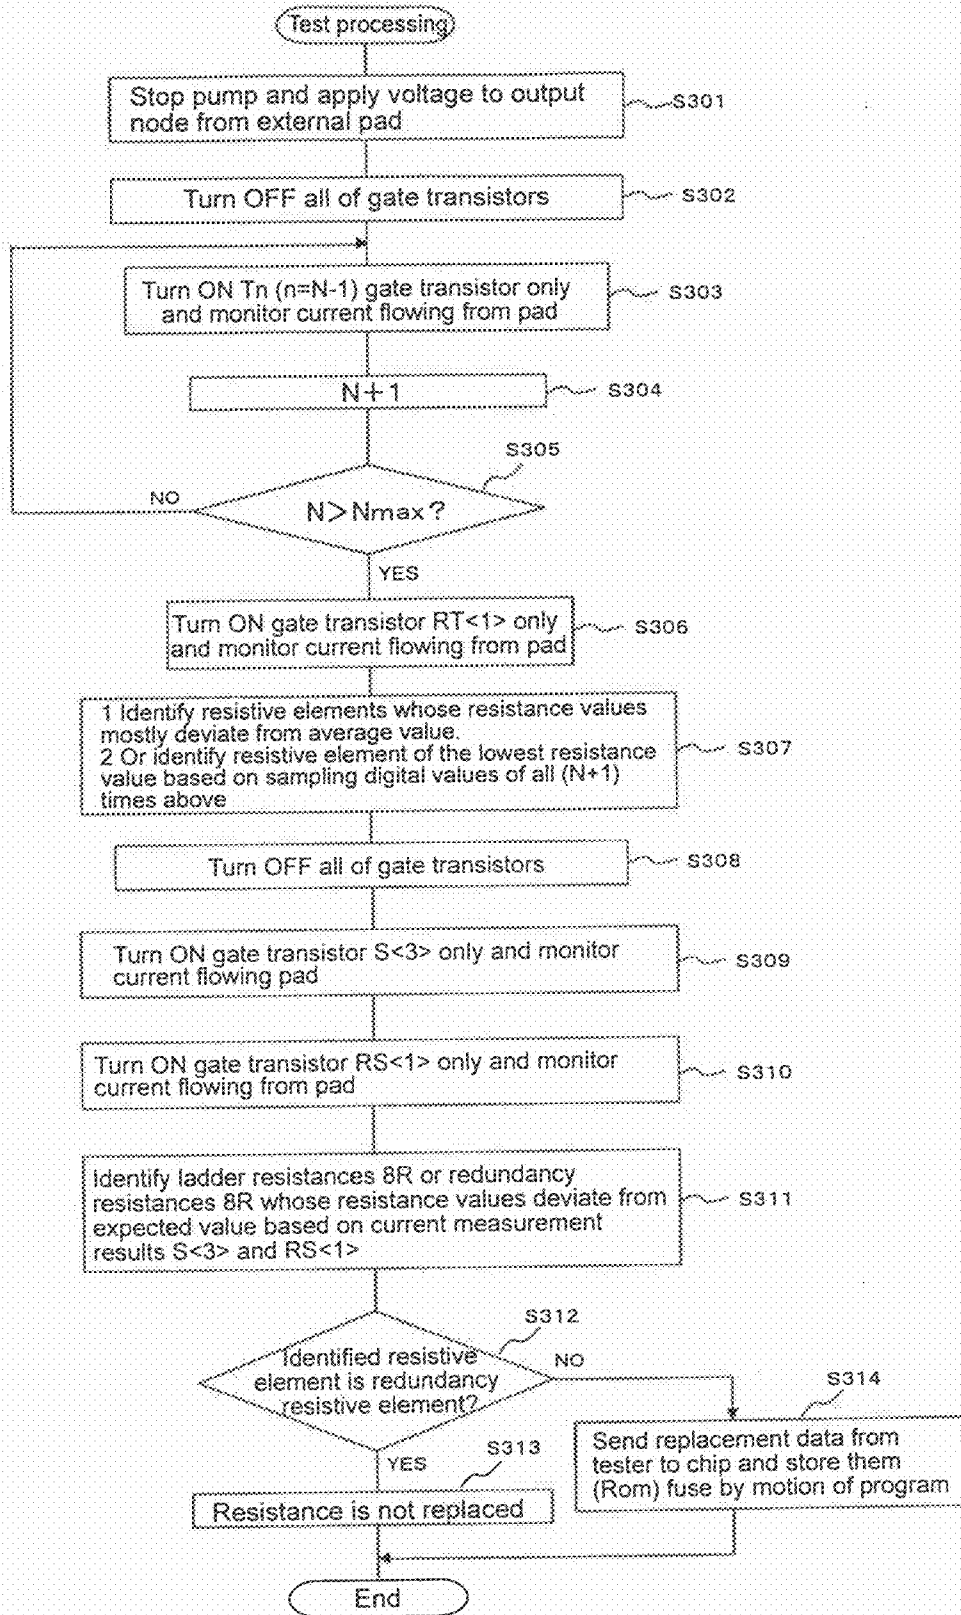 Test processing
Stop pump and apply voltage to output
node from external pad
S301
Turn OFF all of gate transistors
S302
Turn ON Tn (n=N-1) gate transistor only
and monitor current flowing from pad
S303
N+1
S304
S305
NO
N>Nmax?
YES
Turn ON gate transistor RT<1> only
and monitor current flowing from pad
S306
1 Identify resistive elements whose resistance values
mostly deviate from average value.
2 Or identify resistive element of the lowest resistance
value based on sampling digital values of all (N+1)
times above
S307
Turn OFF all of gate transistors
S308
Turn ON gate transistor S<3> only and monitor
current flowing pad
S309
Turn ON gate transistor RS<1> only and monitor
current flowing from pad
S310
Identify ladder resistances 8R or redundancy
resistances 8R whose resistance values deviate from
expected value based on current measurement
results S<3> and RS<1>
S311
S312
Identified resistive
element is redundancy
resistive element?
NO
YES
S313
Resistance is not replaced
S314
Send replacement data from
tester to chip and store them
(Rom) fuse by motion of program
End